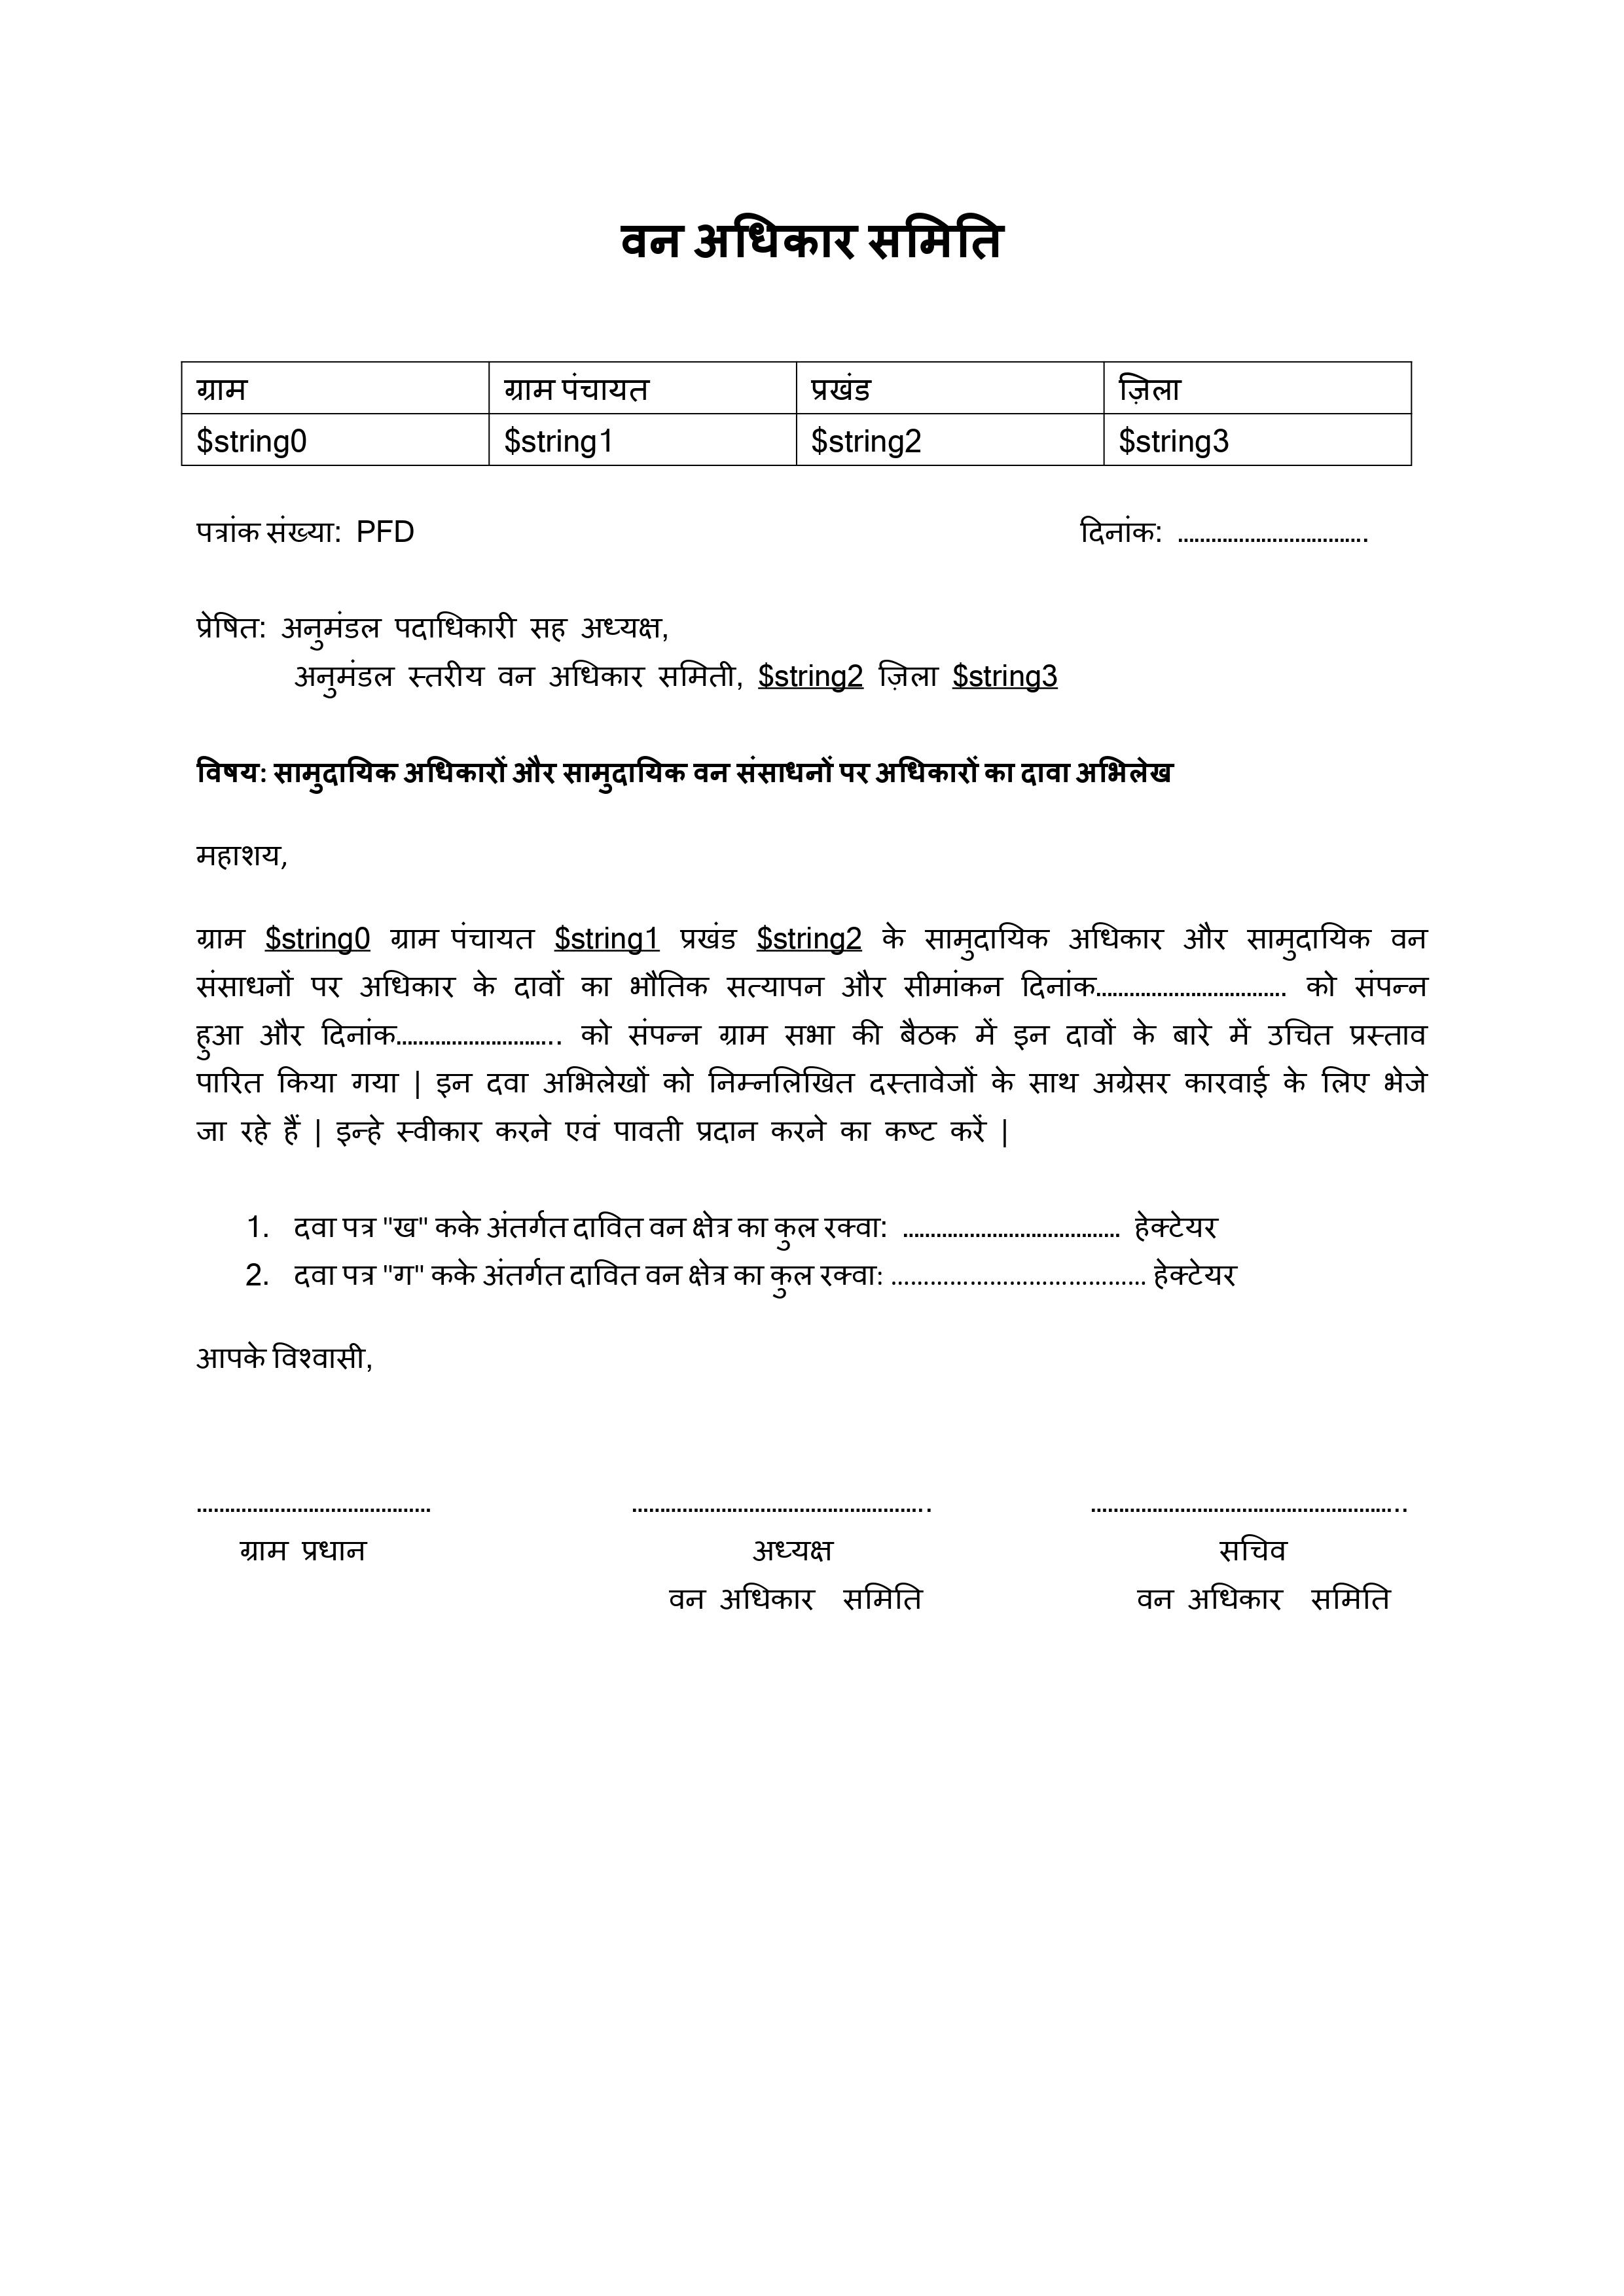 वन अधिकार समिति
ग्राम ग्राम पंचायत प्रखंड ज़िला
$string0 $string1 $string2 $string3
पत्रांक संख्या: PFD दिनांक: ……………………………..
प्रेषित: अनुमंडल पदाधिकारी सह अध्यक्ष,
अनुमंडल स्तरीय वन अधिकार समिती, $string2 ज़िला $string3
विषय: सामुदायिक अधिकारों और सामुदायिक वन संसाधनों पर अधिकारों का दावा अभिलेख
महाशय,
ग्राम $string0 ग्राम पंचायत $string1 प्रखंड $string2 के सामुदायिक अधिकार और सामुदायिक वन
संसाधनों पर अधिकार के दावों का भौतिक सत्यापन और सीमांकन दिनांक……………………………. को संपन्न
हुआ और दिनांक……………………….. को संपन्न ग्राम सभा की बैठक में इन दावों के बारे में उचित प्रस्ताव
पारित किया गया | इन दवा अभिलेखों को निम्नलिखित दस्तावेजों के साथ अग्रेसर कारवाई के लिए भेजे
जा रहे हैं | इन्हे स्वीकार करने एवं पावती प्रदान करने का कष्ट करें |
1. दवा पत्र "ख" कके अंतर्गत दावित वन क्षेत्र का कुल रक्वा: ………………………………… हेक्टेयर
2. दवा पत्र "ग" कके अंतर्गत दावित वन क्षेत्र का कुल रक्वा: ………………………………… हेक्टेयर
आपके विश्वासी,
…………………………………… …………………………………………….. ………………………………………………..
ग्राम प्रधान अध्यक्ष सचिव
वन अधिकार समिति वन अधिकार समिति